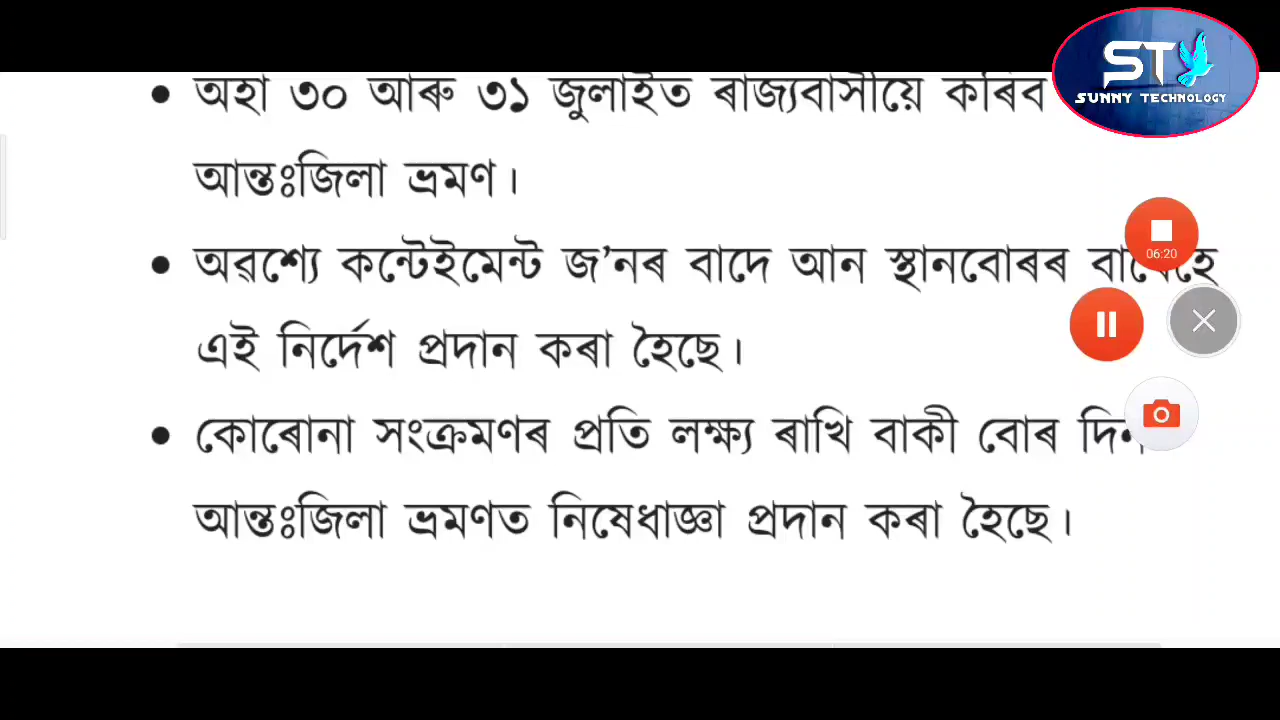 ST
SUNNY TECHNOLOGY
• অহা ৩০ আৰু ৩১ জুলাইত ৰাজ্যবাসীয়ে কৰিব
আন্তঃজিলা ভ্ৰমণ।
06:20
• অৱশ্যে কন্টেইমেন্ট জ’নৰ বাদে আন স্থানবোৰৰ
এই নিৰ্দেশ প্ৰদান কৰা হৈছে।
• কোৰোনা সংক্ৰমণৰ প্ৰতি লক্ষ্য ৰাখি বাকী বোৰ
আন্তঃজিলা ভ্ৰমণত নিষেধাজ্ঞা প্ৰদান কৰা হৈছে।